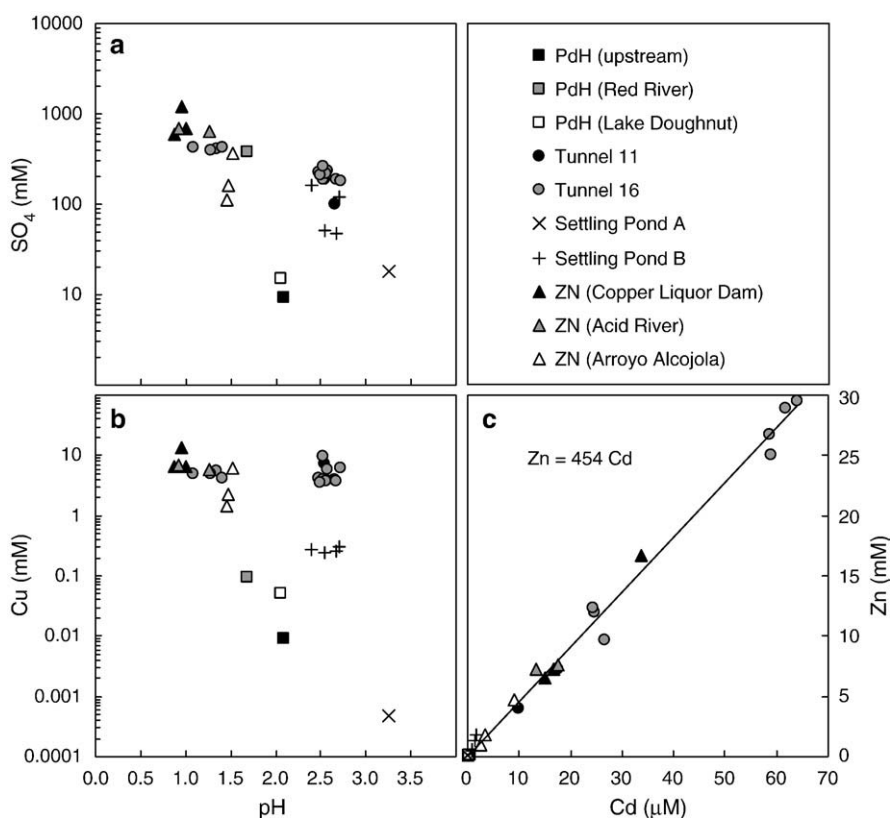 a
10000
1000
100
10
SO4 (mM)
PdH (upstream)
PdH (Red River)
PdH (Lake Doughnut)
Tunnel 11
Tunnel 16
Settling Pond A
Settling Pond B
ZN (Copper Liquor Dam)
ZN (Acid River)
ZN (Arroyo Alcojola)
b
10
1
0.1
0.01
0.001
0.0001
Cu (mM)
0.0 0.5 1.0 1.5 2.0 2.5 3.0 3.5
pH
c
Zn = 454 Cd
30
25
20
15
10
5
0
Zn (mM)
0 10 20 30 40 50 60 70
Cd (μM)